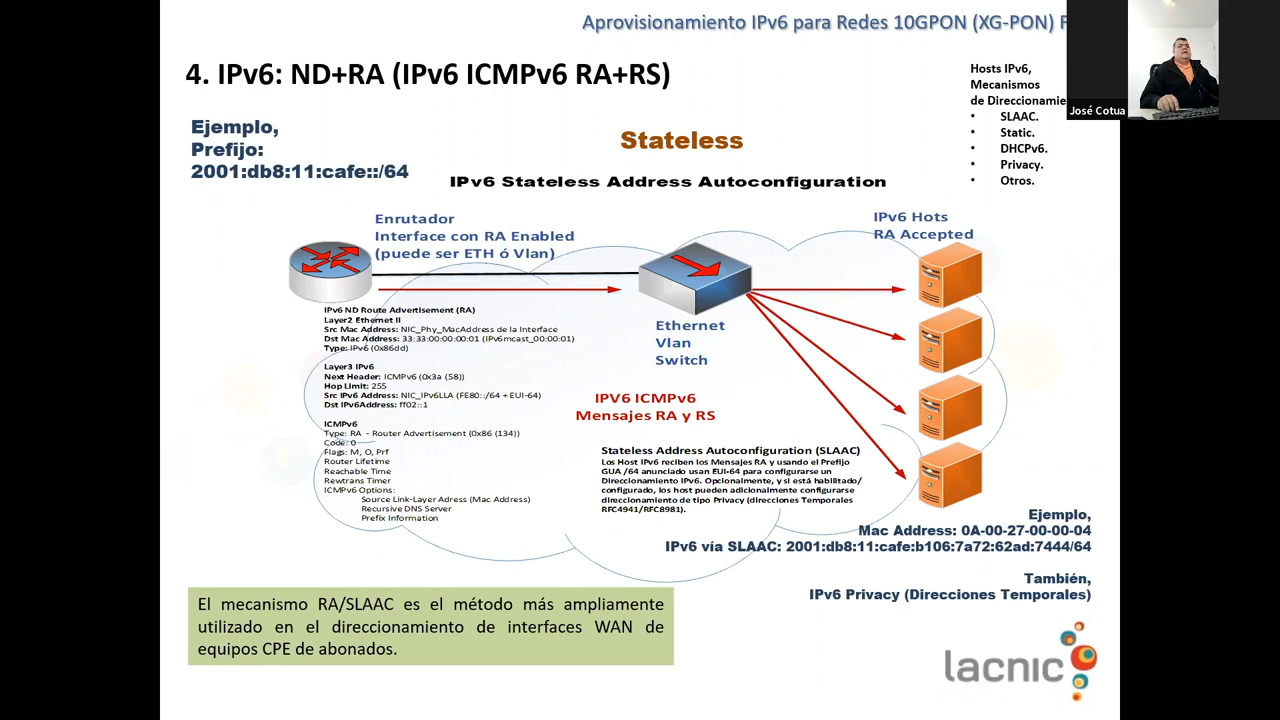 Aprovisionamiento IPv6 para Redes 10GPON (XG-PON)
4. IPv6: ND+RA (IPv6 ICMPv6 RA+RS)
Hosts IPv6,
Mecanismos
de Direccionamie
• SLAAC.
• Static.
• DHCPv6.
• Privacy.
• Otros.
José Cotua
Ejemplo,
Prefijo:
2001:db8:11:cafe::/64
Stateless
IPv6 Stateless Address Autoconfiguration
Enrutador
Interface con RA Enabled
(puede ser ETH ó Vlan)
IPv6 Hots
RA Accepted
IPv6 ND Route Advertisement (RA)
Layer2 Ethernet II
Src Mac Address: NIC_Phy_MacAddress de la Interface
Dst Mac Address: 33:33:00:00:00:01 (IPv6mcast_00:00:01)
Type: IPv6 (0x86dd)
Layer3 IPv6
Next Header: ICMPv6 (0x3a (58))
Hop Limit: 255
Src IPv6 Address: NIC_IPv6LLA (FE80::/64 + EUI-64)
Dst IPv6Address: ff02::1
ICMPv6
Type: RA - Router Advertisement (0x86 (134))
Code: 0
Flags: M, O, Prf
Router Lifetime
Reachable Time
Rewtrans Timer
ICMPv6 Options:
Source Link-Layer Adress (Mac Address)
Recursive DNS Server
Prefix Information
Ethernet
Vlan
Switch
IPV6 ICMPv6
Mensajes RA y RS
Stateless Address Autoconfiguration (SLAAC)
Los Host IPv6 reciben los Mensajes RA y usando el Prefijo
GUA /64 anunciado usan EUI-64 para configurarse un
Direccionamiento IPv6. Opcionalmente, y si está habilitado/
configurado, los host pueden adicionalmente configurarse
direccionamiento de tipo Privacy (direcciones Temporales
RFC4941/RFC8981).
Ejemplo,
Mac Address: 0A-00-27-00-00-04
IPv6 vía SLAAC: 2001:db8:11:cafe:b106:7a72:62ad:7444/64
También,
IPv6 Privacy (Direcciones Temporales)
El mecanismo RA/SLAAC es el método más ampliamente
utilizado en el direccionamiento de interfaces WAN de
equipos CPE de abonados.
lacnic